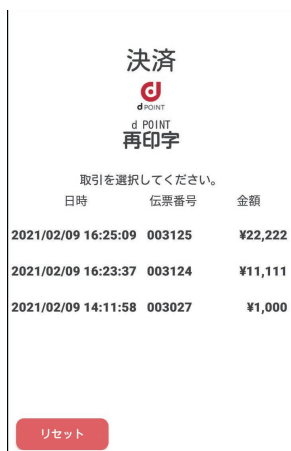 決済
d POINT
d POINT
再印字
取引を選択してください。
日時 伝票番号 金額
2021/02/09 16:25:09 003125 ¥22,222
2021/02/09 16:23:37 003124 ¥11,111
2021/02/09 14:11:58 003027 ¥1,000
リセット